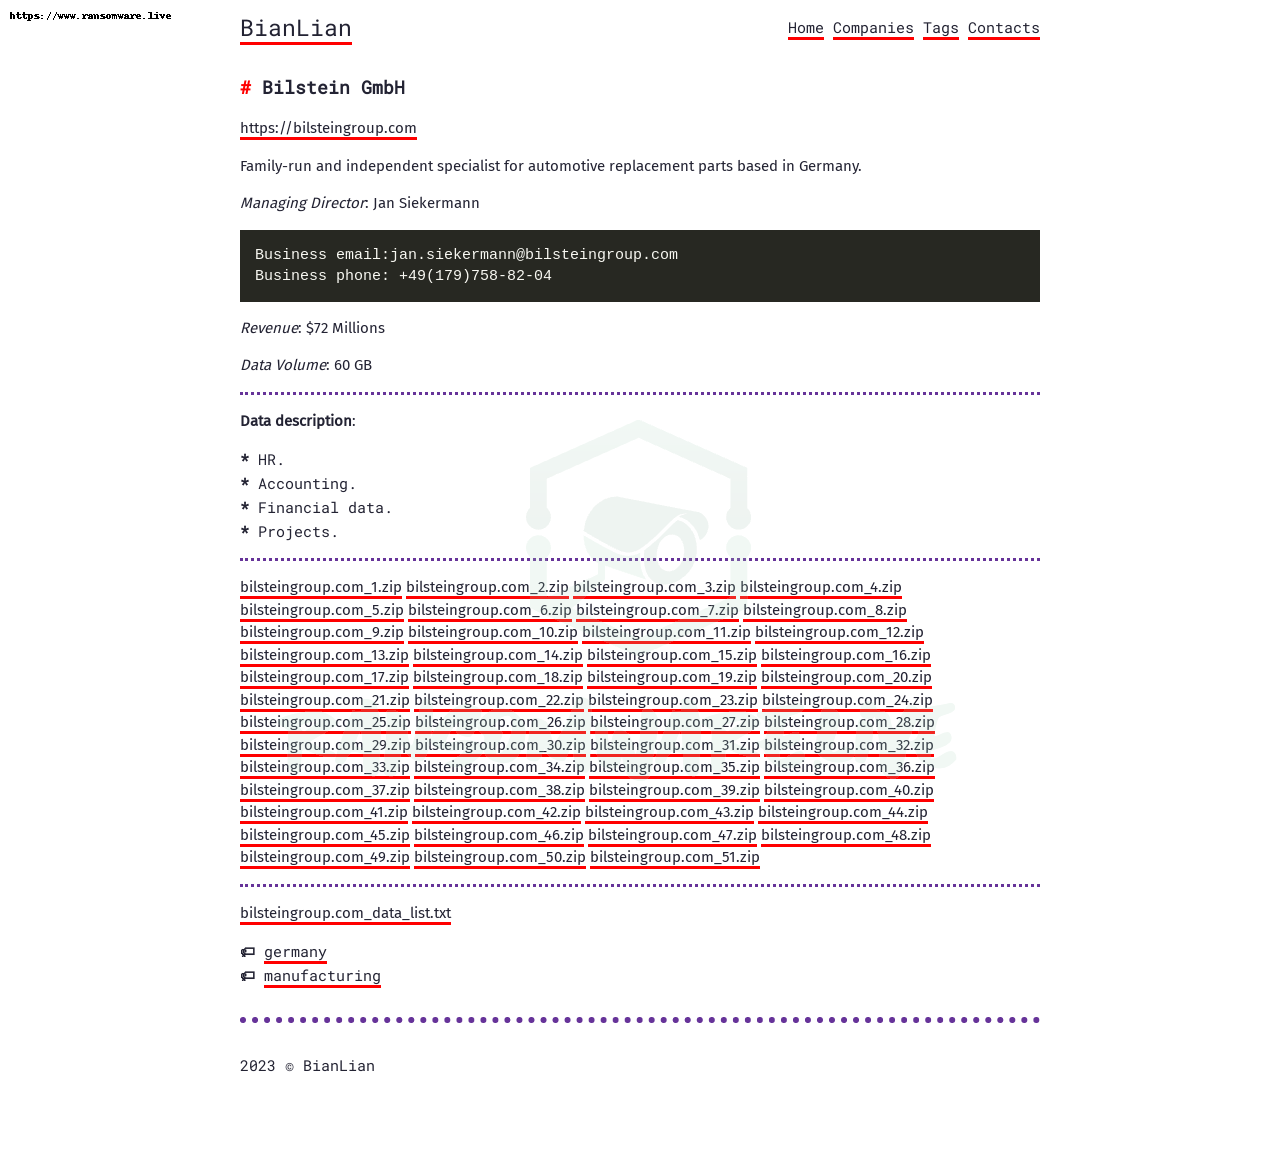 https://www.ransomware.live
BianLian
Home Companies Tags Contacts
# Bilstein GmbH
https://bilsteingroup.com
Family-run and independent specialist for automotive replacement parts based in Germany.
Managing Director: Jan Siekermann
Business email:jan.siekermann@bilsteingroup.com
Business phone: +49(179)758-82-04
Revenue: $72 Millions
Data Volume: 60 GB
Data description:
* HR.
* Accounting.
* Financial data.
* Projects.
bilsteingroup.com_1.zip bilsteingroup.com_2.zip bilsteingroup.com_3.zip bilsteingroup.com_4.zip
bilsteingroup.com_5.zip bilsteingroup.com_6.zip bilsteingroup.com_7.zip bilsteingroup.com_8.zip
bilsteingroup.com_9.zip bilsteingroup.com_10.zip bilsteingroup.com_11.zip bilsteingroup.com_12.zip
bilsteingroup.com_13.zip bilsteingroup.com_14.zip bilsteingroup.com_15.zip bilsteingroup.com_16.zip
bilsteingroup.com_17.zip bilsteingroup.com_18.zip bilsteingroup.com_19.zip bilsteingroup.com_20.zip
bilsteingroup.com_21.zip bilsteingroup.com_22.zip bilsteingroup.com_23.zip bilsteingroup.com_24.zip
bilsteingroup.com_25.zip bilsteingroup.com_26.zip bilsteingroup.com_27.zip bilsteingroup.com_28.zip
bilsteingroup.com_29.zip bilsteingroup.com_30.zip bilsteingroup.com_31.zip bilsteingroup.com_32.zip
bilsteingroup.com_33.zip bilsteingroup.com_34.zip bilsteingroup.com_35.zip bilsteingroup.com_36.zip
bilsteingroup.com_37.zip bilsteingroup.com_38.zip bilsteingroup.com_39.zip bilsteingroup.com_40.zip
bilsteingroup.com_41.zip bilsteingroup.com_42.zip bilsteingroup.com_43.zip bilsteingroup.com_44.zip
bilsteingroup.com_45.zip bilsteingroup.com_46.zip bilsteingroup.com_47.zip bilsteingroup.com_48.zip
bilsteingroup.com_49.zip bilsteingroup.com_50.zip bilsteingroup.com_51.zip
bilsteingroup.com_data_list.txt
germany
manufacturing
2023 © BianLian